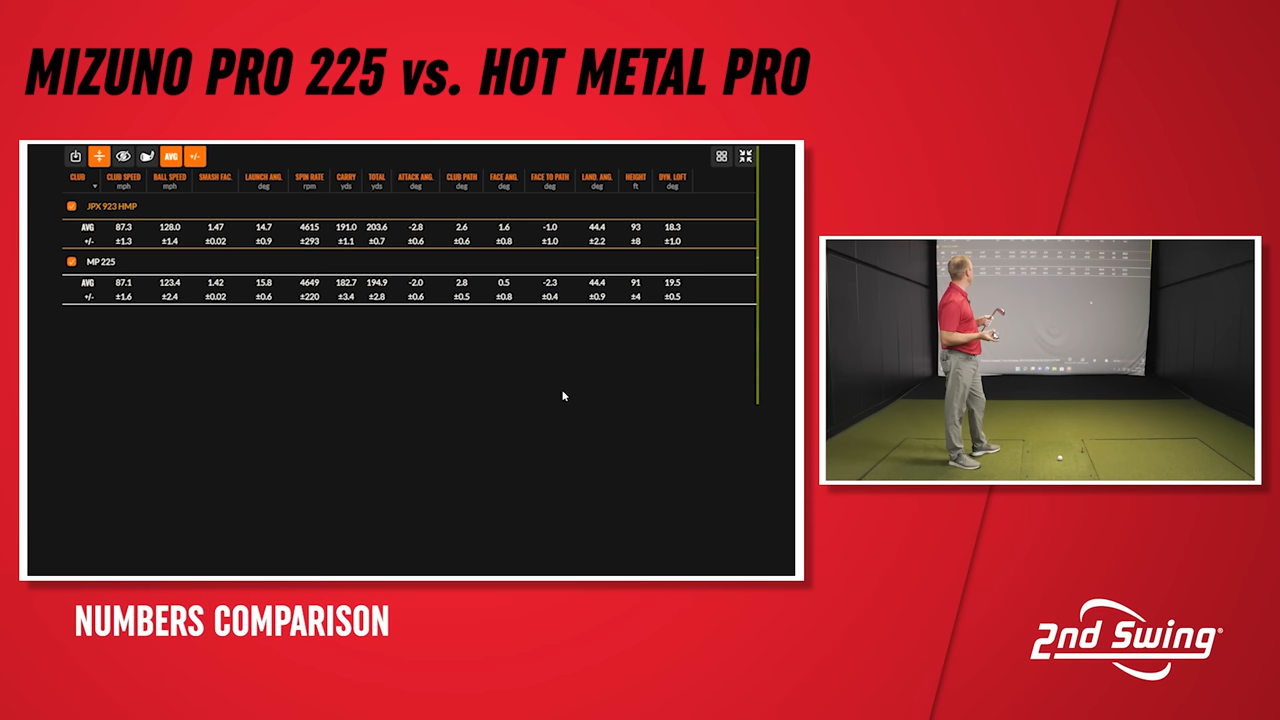 MIZUNO PRO 225 vs. HOT METAL PRO
AVG +/-
CLUB CLUB SPEED BALL SPEED SMASH FAC. LAUNCH ANG. SPIN RATE CARRY TOTAL ATTACK ANG. CLUB PATH FACE ANG. FACE TO PATH LAND. ANG. HEIGHT DYN. LOFT
mph mph deg rpm yds yds deg deg deg deg deg ft deg
JPX 923 HMP
AVG 87.3 128.0 1.47 14.7 4615 191.0 203.6 -2.8 2.6 1.6 -1.0 44.4 93 18.3
+/- ±1.3 ±1.4 ±0.02 ±0.9 ±293 ±1.1 ±0.7 ±0.6 ±0.6 ±0.8 ±1.0 ±2.2 ±8 ±1.0
MP 225
AVG 87.1 123.4 1.42 15.8 4649 182.7 194.9 -2.0 2.8 0.5 -2.3 44.4 91 19.5
+/- ±1.6 ±2.4 ±0.02 ±0.6 ±220 ±3.4 ±2.8 ±0.6 ±0.5 ±0.8 ±0.4 ±0.9 ±4 ±0.5
NUMBERS COMPARISON
2nd Swing®